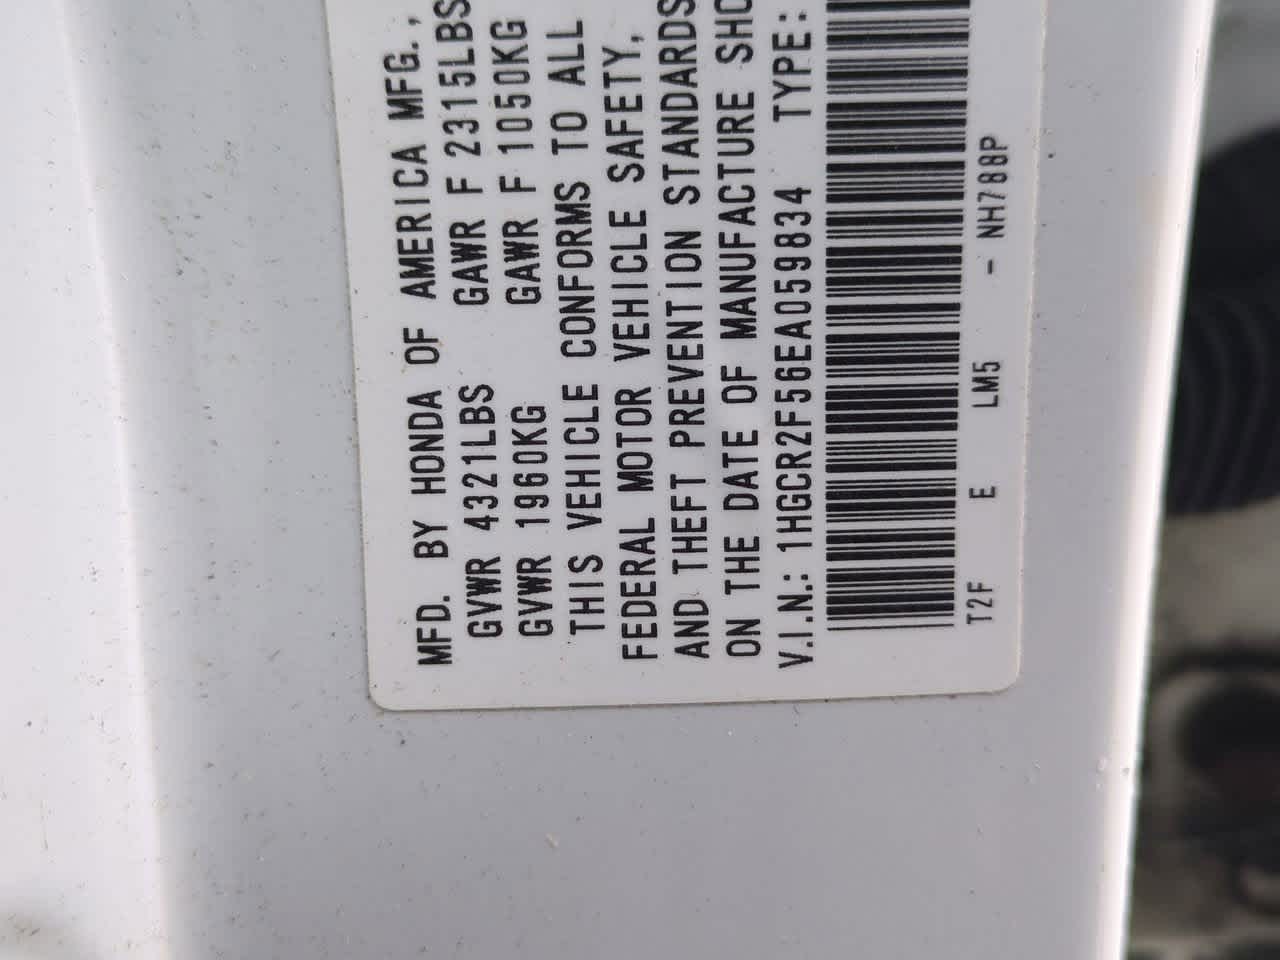 MFD. BY HONDA OF AMERICA MFG.,
GVWR 4321LBS GAWR F 2315LBS
GVWR 1960KG GAWR F 1050KG
THIS VEHICLE CONFORMS TO ALL
FEDERAL MOTOR VEHICLE SAFETY,
AND THEFT PREVENTION STANDARDS
ON THE DATE OF MANUFACTURE SHO
V.I.N.: 1HGCR2F56EA059834 TYPE:
T2F E LM5 - NH788P